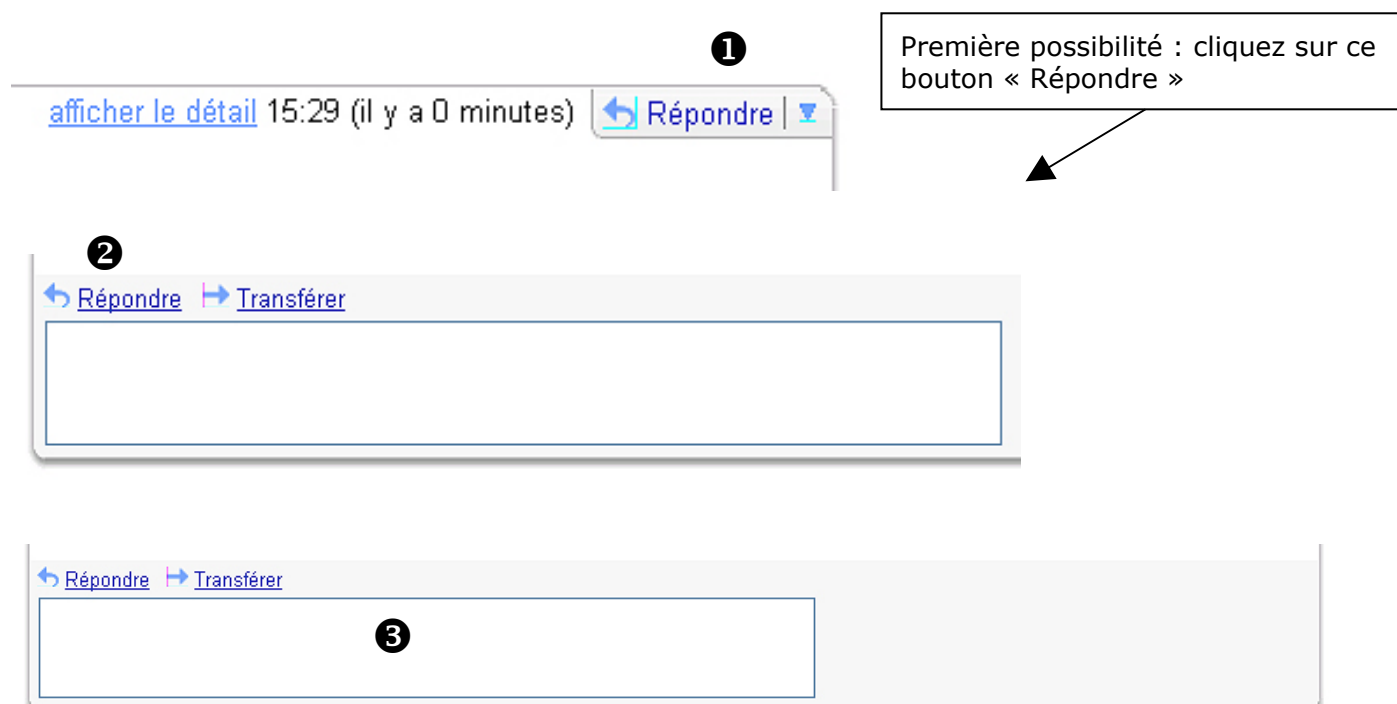 ❶
Première possibilité : cliquez sur ce
bouton « Répondre »
afficher le détail 15:29 (il y a 0 minutes) Répondre
❷
Répondre Transférer
Répondre Transférer
❸